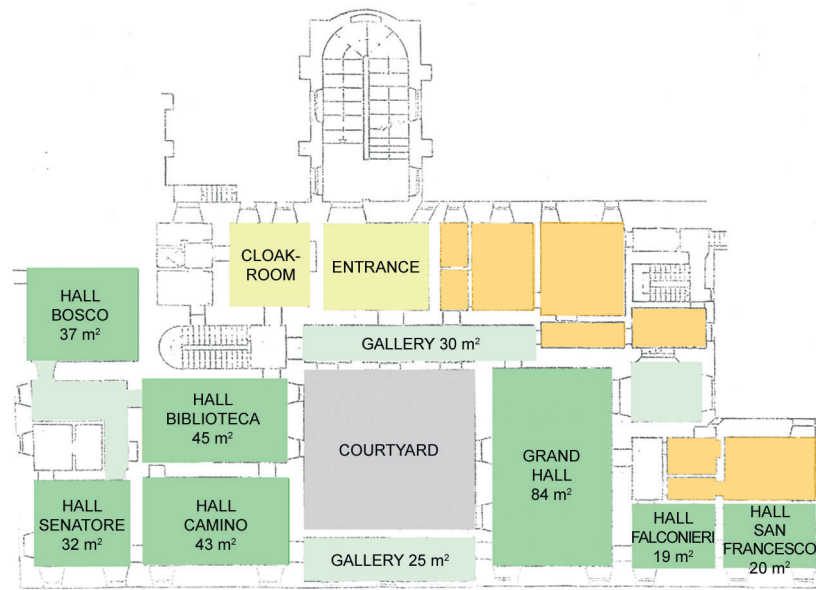 CLOAK-
ROOM
ENTRANCE
HALL
BOSCO
37 m²
GALLERY 30 m²
HALL
BIBLIOTECA
45 m²
COURTYARD
GRAND
HALL
84 m²
HALL
SENATORE
32 m²
HALL
CAMINO
43 m²
GALLERY 25 m²
HALL
FALCONIERI
19 m²
HALL
SAN
FRANCESCO
20 m²